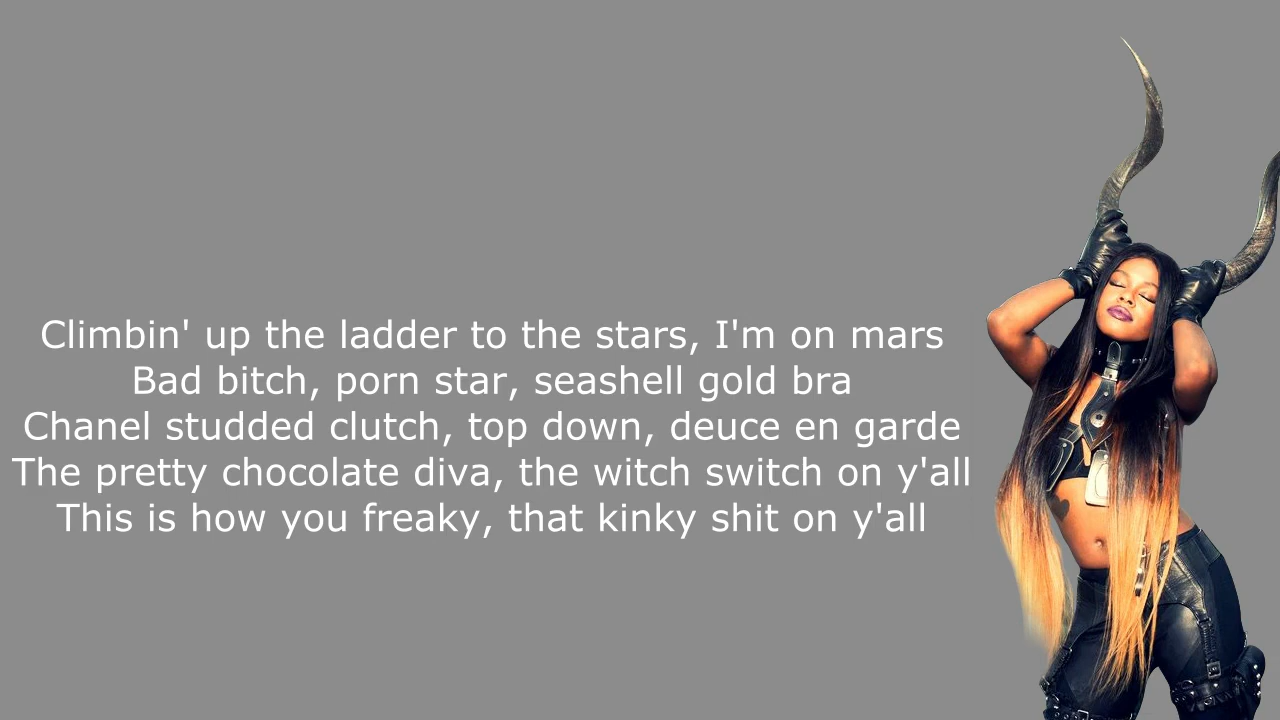 Climbin' up the ladder to the stars, I'm on mars
Bad bitch, porn star, seashell gold bra
Chanel studded clutch, top down, deuce en garde
The pretty chocolate diva, the witch switch on y'all
This is how you freaky, that kinky shit on y'all